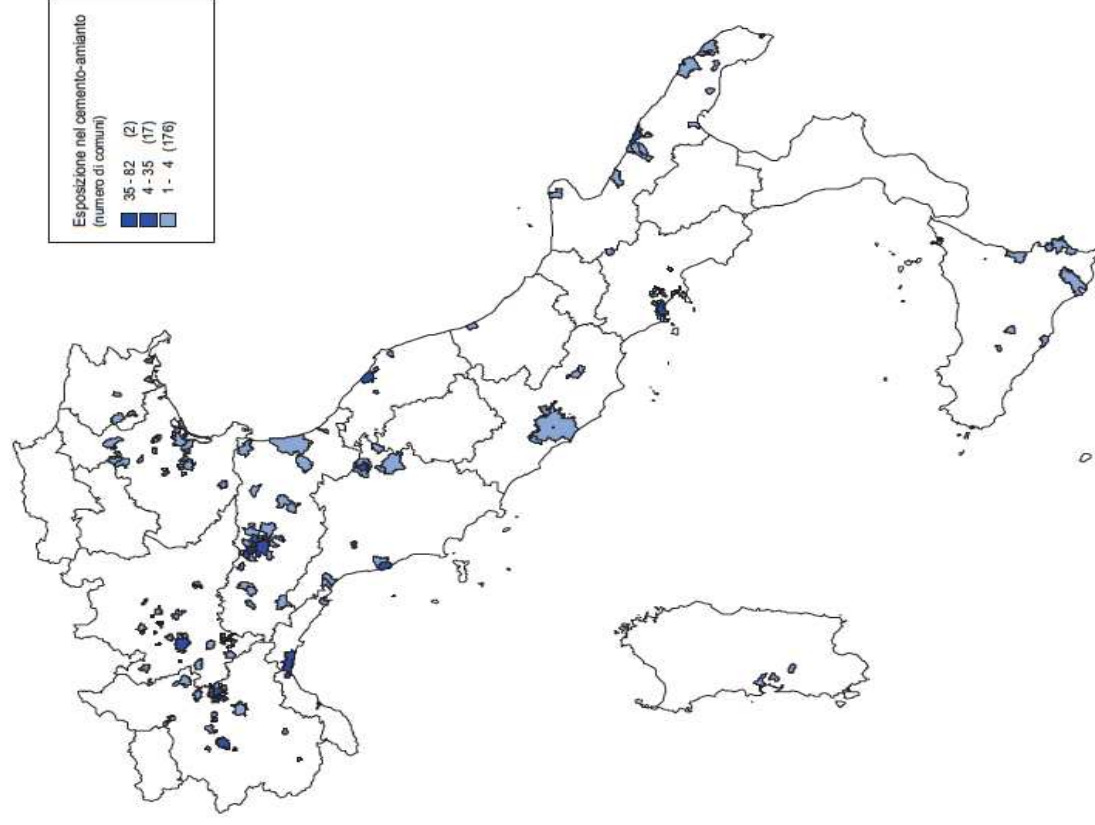 Esposizione nel cemento-amianto
(numero di comuni)
35 - 82 (2)
4 - 35 (17)
1 - 4 (176)